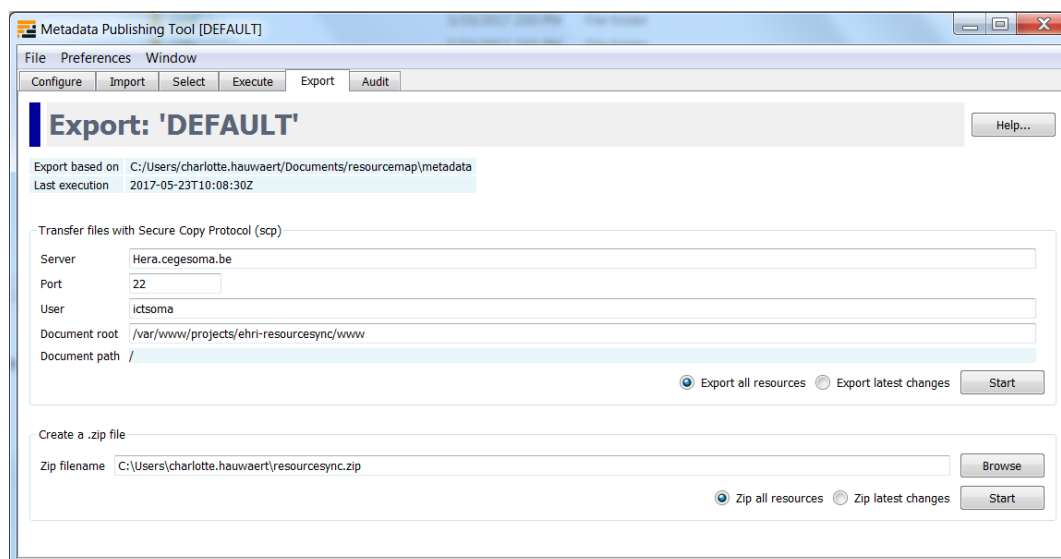 Metadata Publishing Tool [DEFAULT]
File Preferences Window
Configure Import Select Execute Export Audit
Export: 'DEFAULT'
Help...
Export based on C:/Users/charlotte.hauwaert/Documents/resourcemap\metadata
Last execution 2017-05-23T10:08:30Z
Transfer files with Secure Copy Protocol (scp)
Server Hera.cegesoma.be
Port 22
User ictsoma
Document root /var/www/projects/ehri-resourcesync/www
Document path /
Export all resources Export latest changes Start
Create a .zip file
Zip filename C:\Users\charlotte.hauwaert\resourcesync.zip Browse
Zip all resources Zip latest changes Start